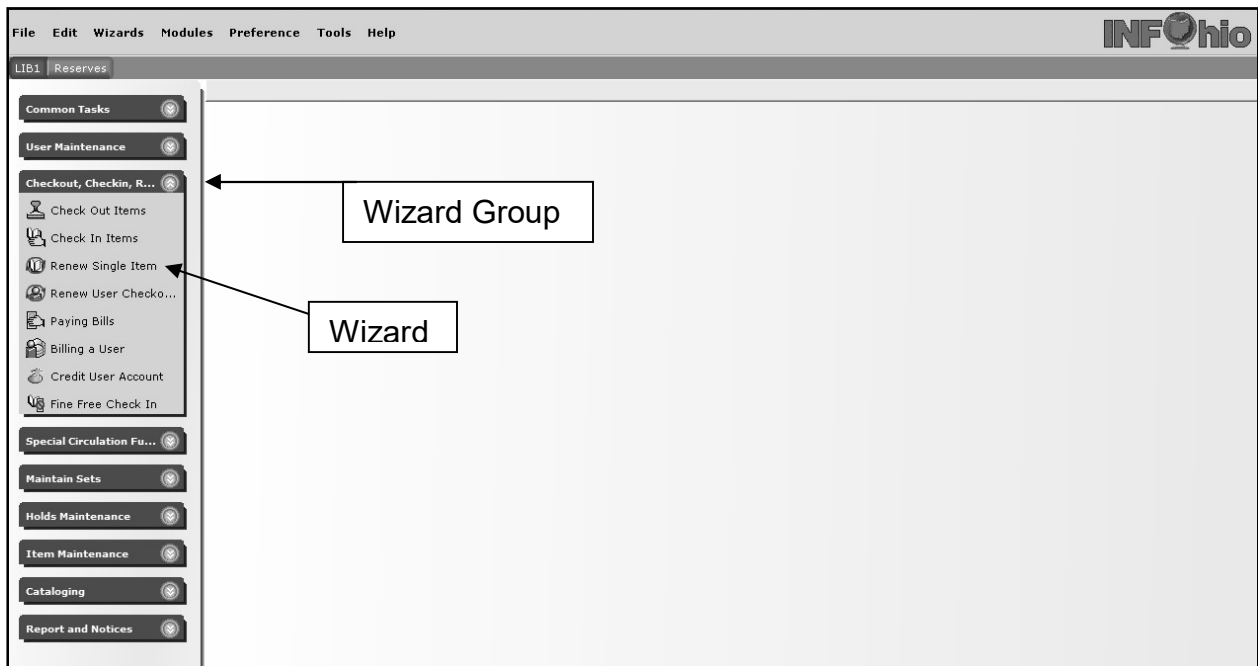 File Edit Wizards Modules Preference Tools Help
INFOhio
LIB1 Reserves
Common Tasks
User Maintenance
Checkout, Checkin, R...
Check Out Items
Check In Items
Renew Single Item
Renew User Checko...
Paying Bills
Billing a User
Credit User Account
Fine Free Check In
Special Circulation Fu...
Maintain Sets
Holds Maintenance
Item Maintenance
Cataloging
Report and Notices
Wizard Group
Wizard